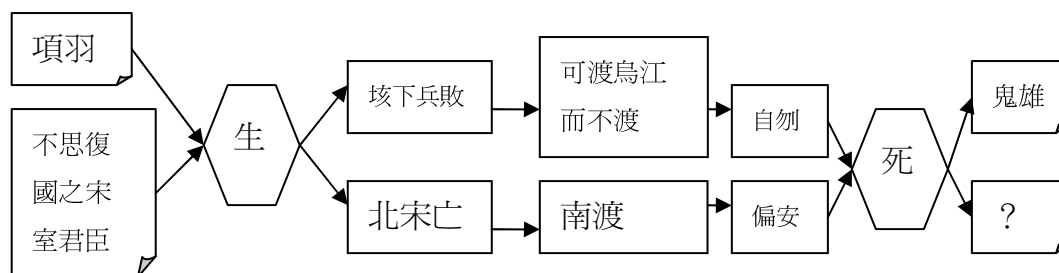 項羽
不思復
國之宋
室君臣
生
垓下兵敗
可渡烏江
而不渡
自刎
北宋亡
南渡
偏安
死
鬼雄
？